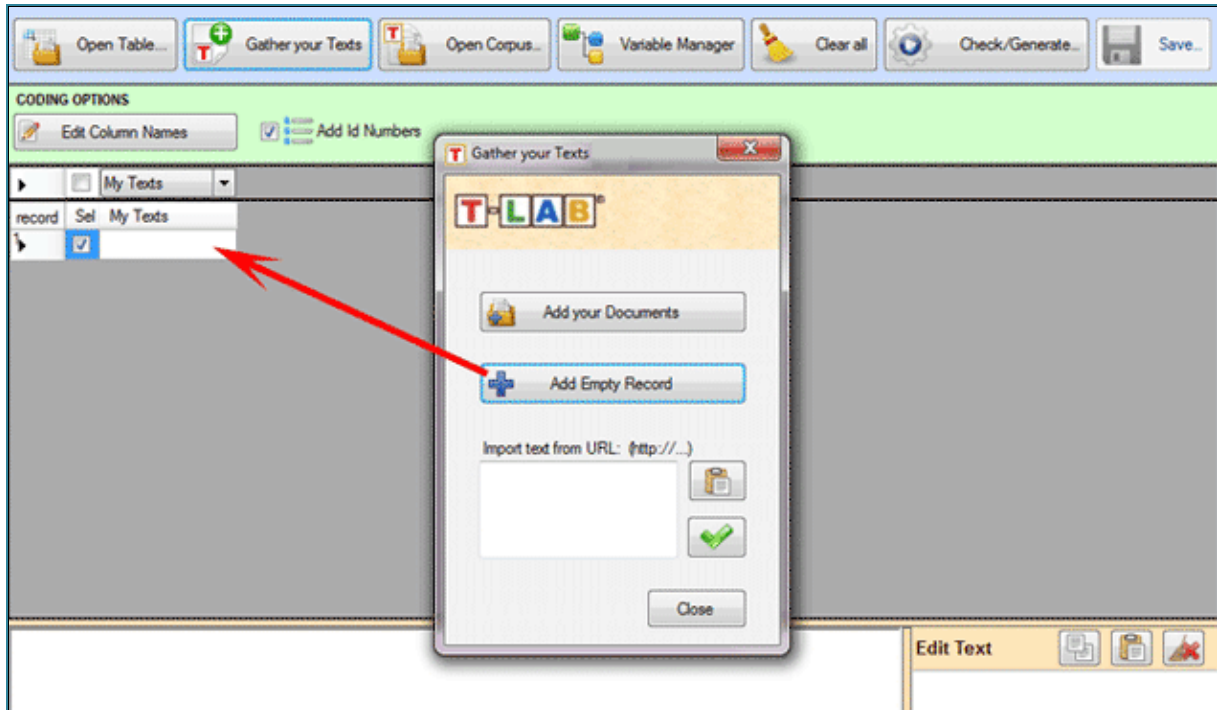 Open Table... Gather your Texts Open Corpus... Variable Manager Clear all Check/Generate... Save..
CODING OPTIONS
Edit Column Names Add Id Numbers
My Texts
record Sel My Texts
Gather your Texts
T-LAB®
Add your Documents
Add Empty Record
Import text from URL: (http://...)
Close
Edit Text